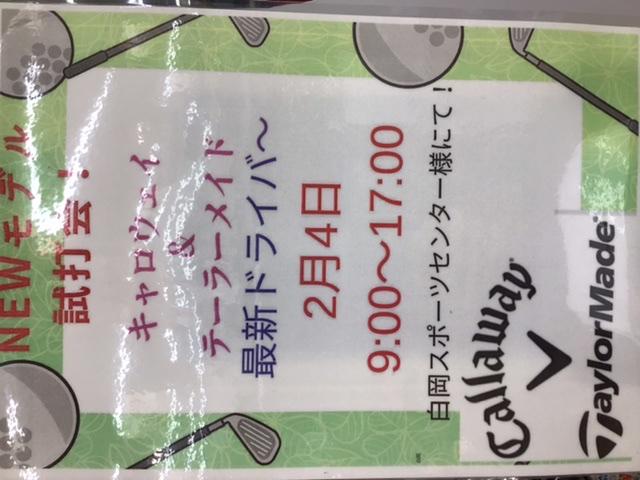 NEWモデル
試打会！
キャロウェイ
&
テーラーメイド
最新ドライバ～
2月4日
9:00～17:00
白岡スポーツセンター様にて！
Callaway
TaylorMade